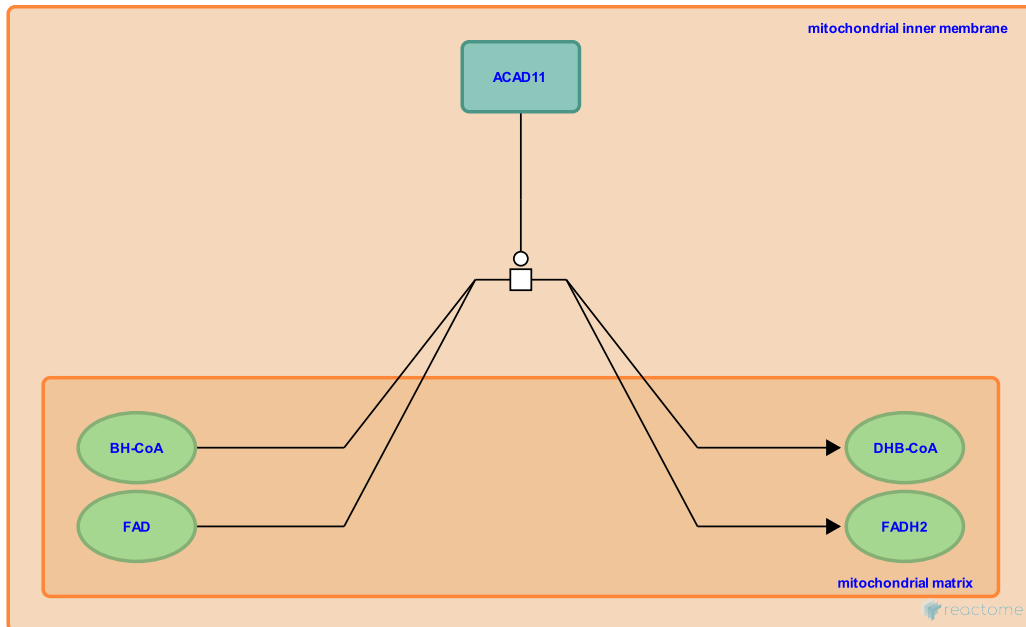 mitochondrial inner membrane
ACAD11
BH-CoA
DHB-CoA
FAD
FADH2
mitochondrial matrix
reactome